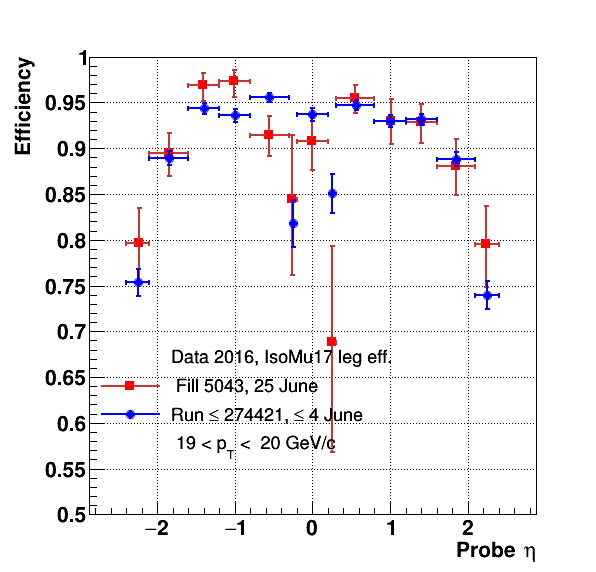 Efficiency
1
0.95
0.9
0.85
0.8
0.75
0.7
0.65
0.6
0.55
0.5
Data 2016, IsoMu17 leg eff.
Fill 5043, 25 June
Run ≤ 274421, ≤ 4 June
19 < p_T < 20 GeV/c
−2 −1 0 1 2
Probe η